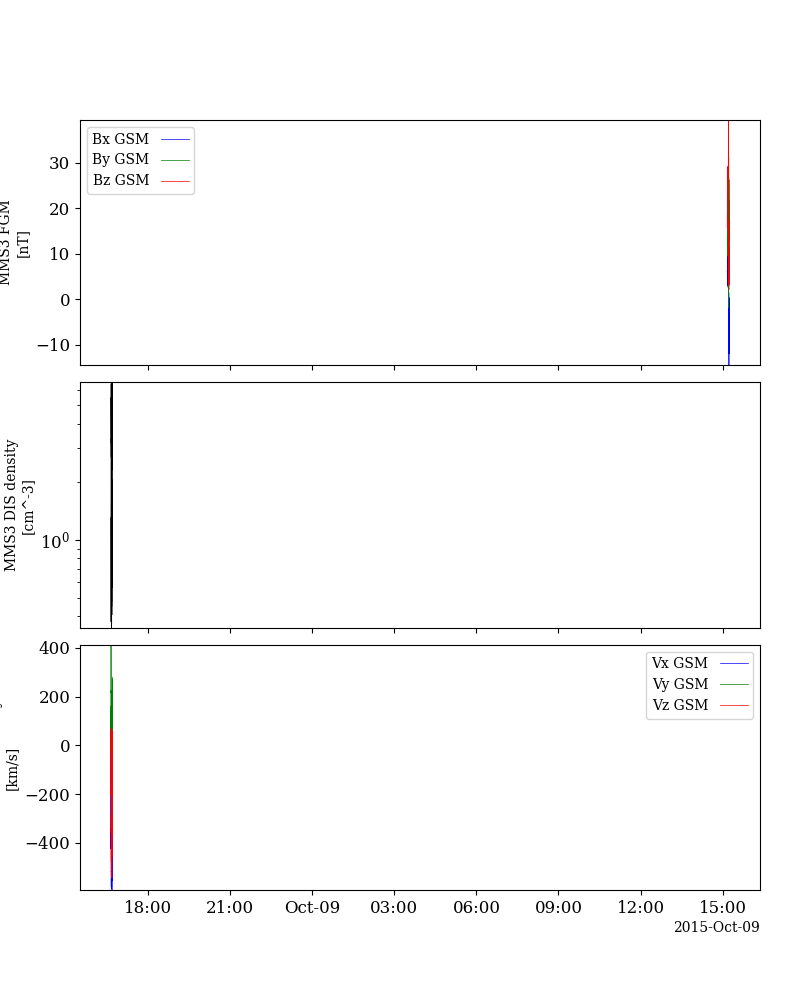 Bx GSM
By GSM
Bz GSM
30
20
10
0
−10
MMS3 FGM
[nT]
10^0
MMS3 DIS density
[cm^-3]
Vx GSM
Vy GSM
Vz GSM
400
200
0
−200
−400
[km/s]
18:00 21:00 Oct-09 03:00 06:00 09:00 12:00 15:00
2015-Oct-09